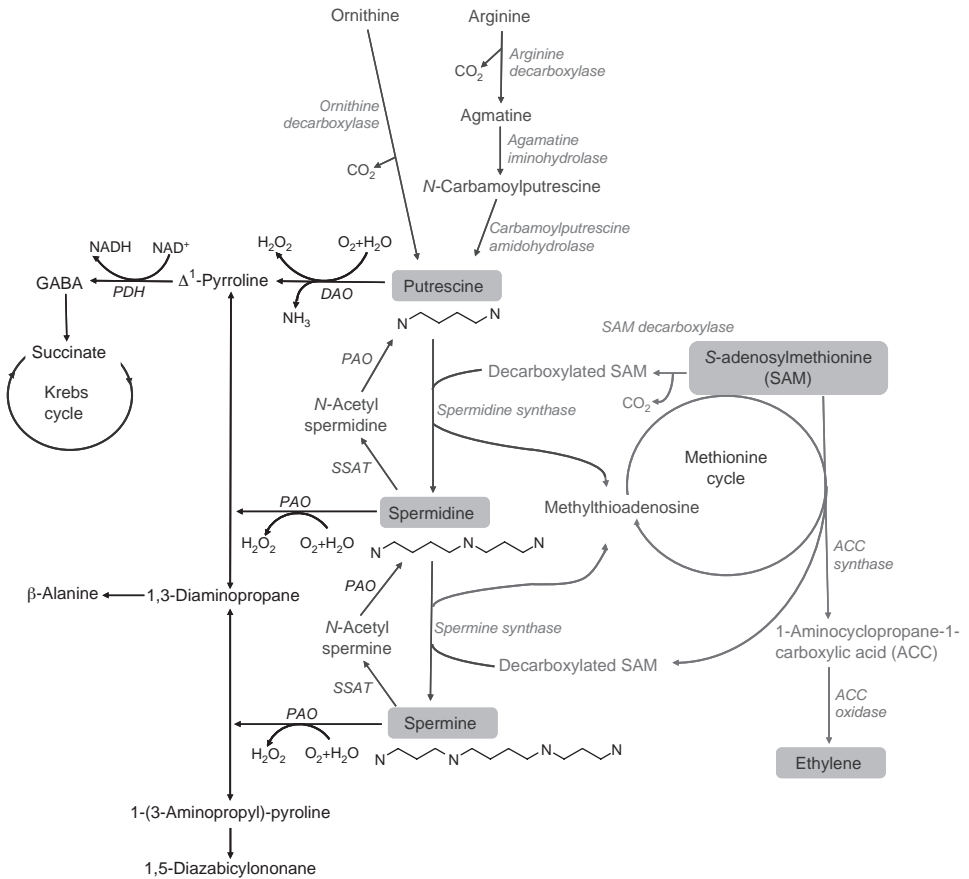 Ornithine
Arginine
CO2
Arginine
decarboxylase
Ornithine
decarboxylase
Agmatine
Agamatine
iminohydrolase
CO2
N-Carbamoylputrescine
Carbamoylputrescine
amidohydrolase
NADH
NAD+
H2O2
O2+H2O
GABA
PDH
Δ1-Pyrroline
DAO
NH3
Putrescine
N
N
SAM decarboxylase
Succinate
Krebs
cycle
PAO
Decarboxylated SAM
S-adenosylmethionine
(SAM)
CO2
N-Acetyl
spermidine
Spermidine synthase
SSAT
Methionine
cycle
Methylthioadenosine
PAO
Spermidine
H2O2
O2+H2O
N
N
N
ACC
synthase
β-Alanine
1,3-Diaminopropane
PAO
N-Acetyl
spermine
Spermine synthase
1-Aminocyclopropane-1-
carboxylic acid (ACC)
Decarboxylated SAM
SSAT
PAO
Spermine
ACC
oxidase
H2O2
O2+H2O
N
N
N
N
Ethylene
1-(3-Aminopropyl)-pyrroline
1,5-Diazabicylononane